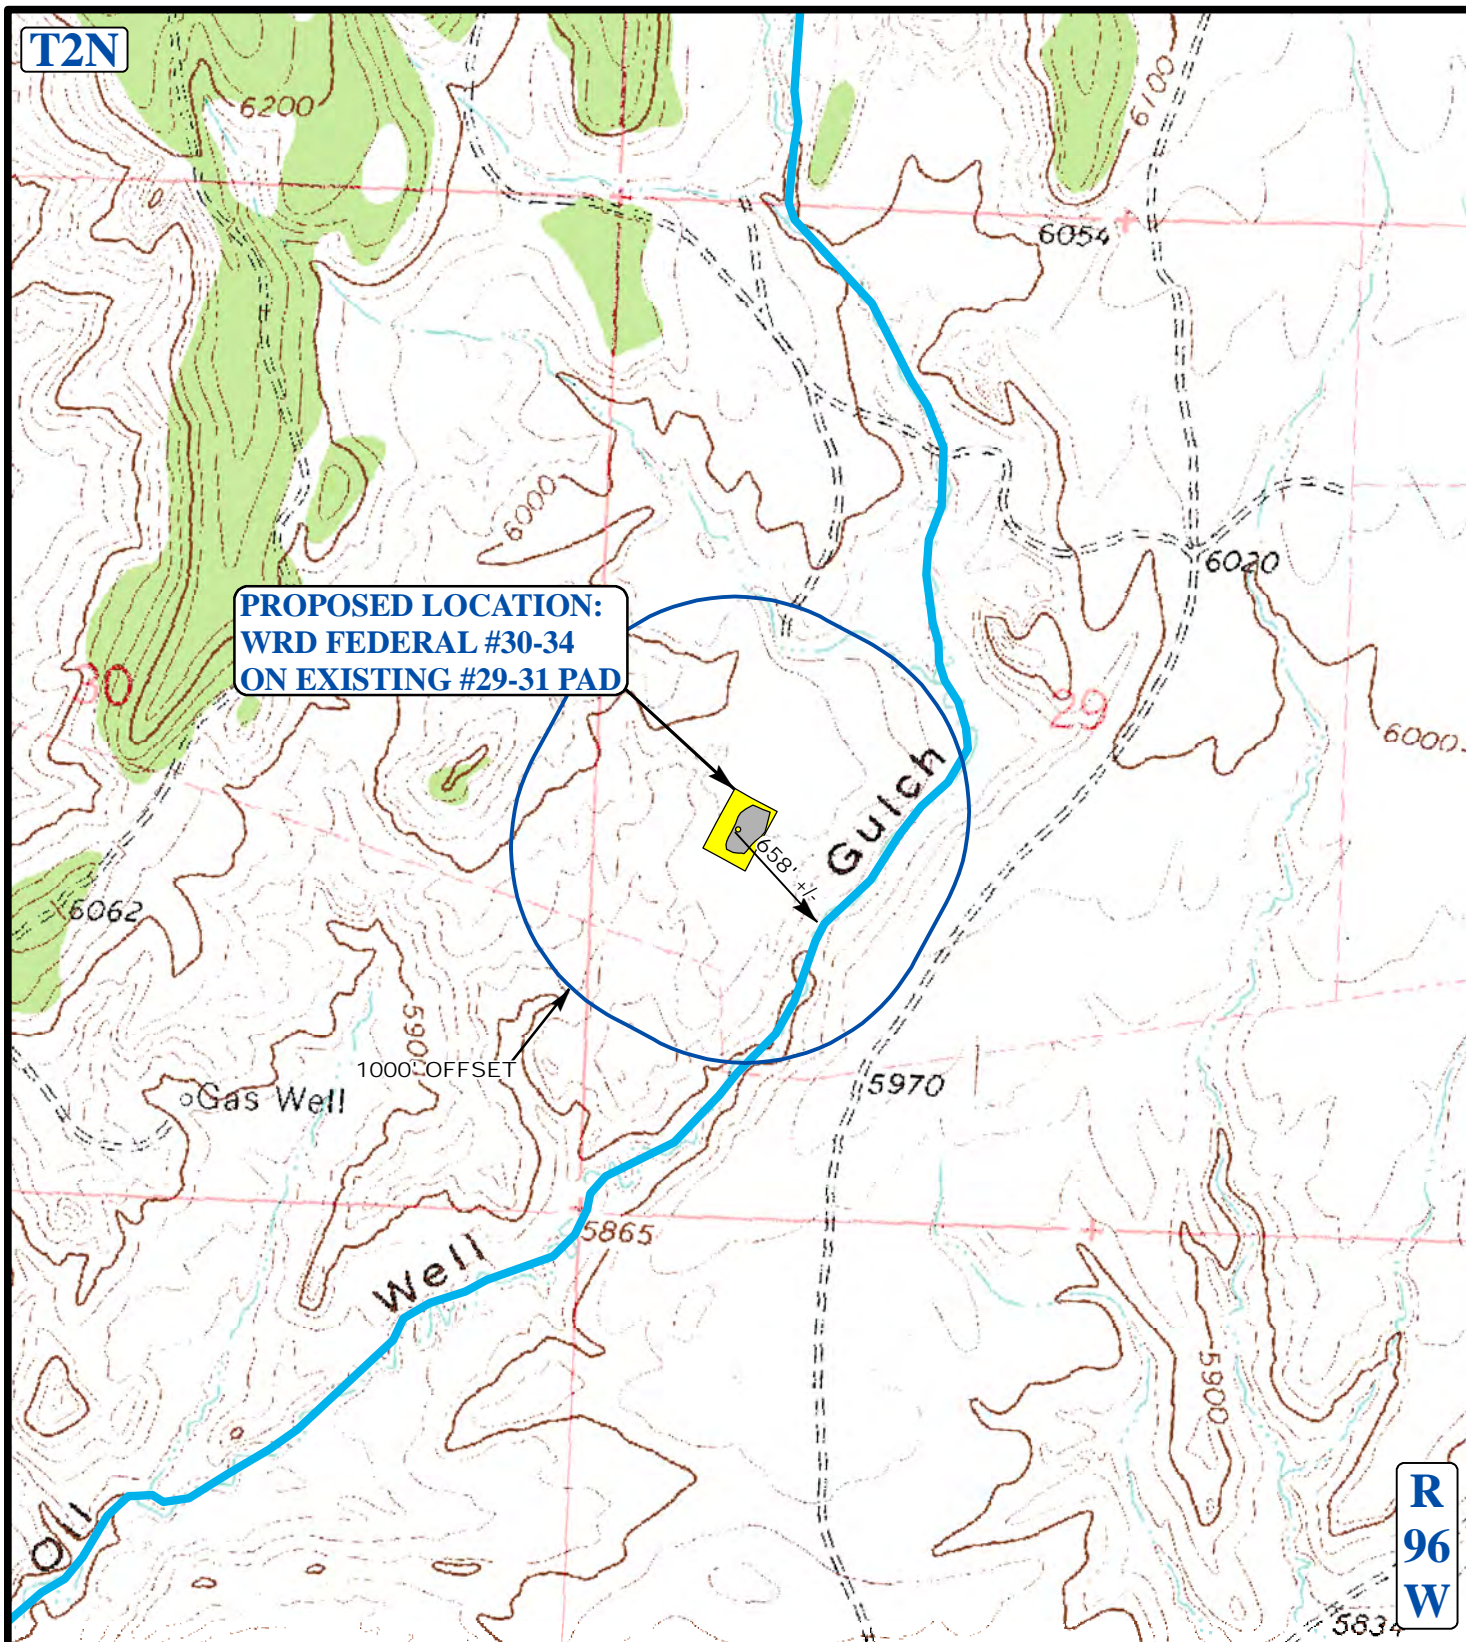 T2N
6200
6100
6054
6000
6020
PROPOSED LOCATION:
WRD FEDERAL #30-34
ON EXISTING #29-31 PAD
30
29
6000
Gulch
658' +/-
6062
5900
1000' OFFSET
Gas Well
5970
5865
Well
5900
Oil
R
96
W
5834